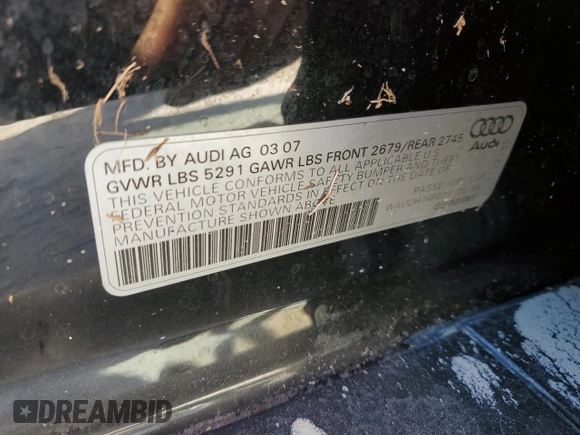 MFD. BY AUDI AG 03 07
GVWR LBS 5291 GAWR LBS FRONT 2679/REAR 2745
THIS VEHICLE CONFORMS TO ALL APPLICABLE U.S.
FEDERAL MOTOR VEHICLE SAFETY BUMPER AND THEFT
PREVENTION STANDARDS IN EFFECT ON THE DATE OF
MANUFACTURE SHOWN
Audi
GERMANY
DREAMBID